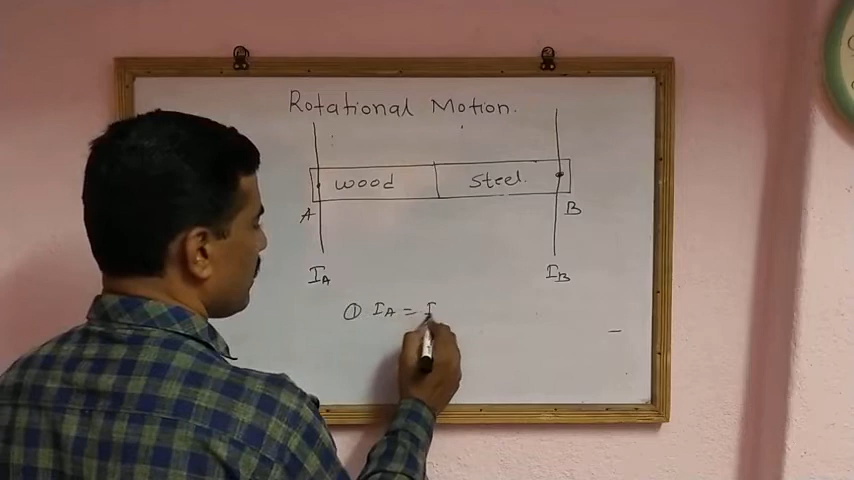 Rotational Motion.
wood steel.
A B
IA IB
① IA = I